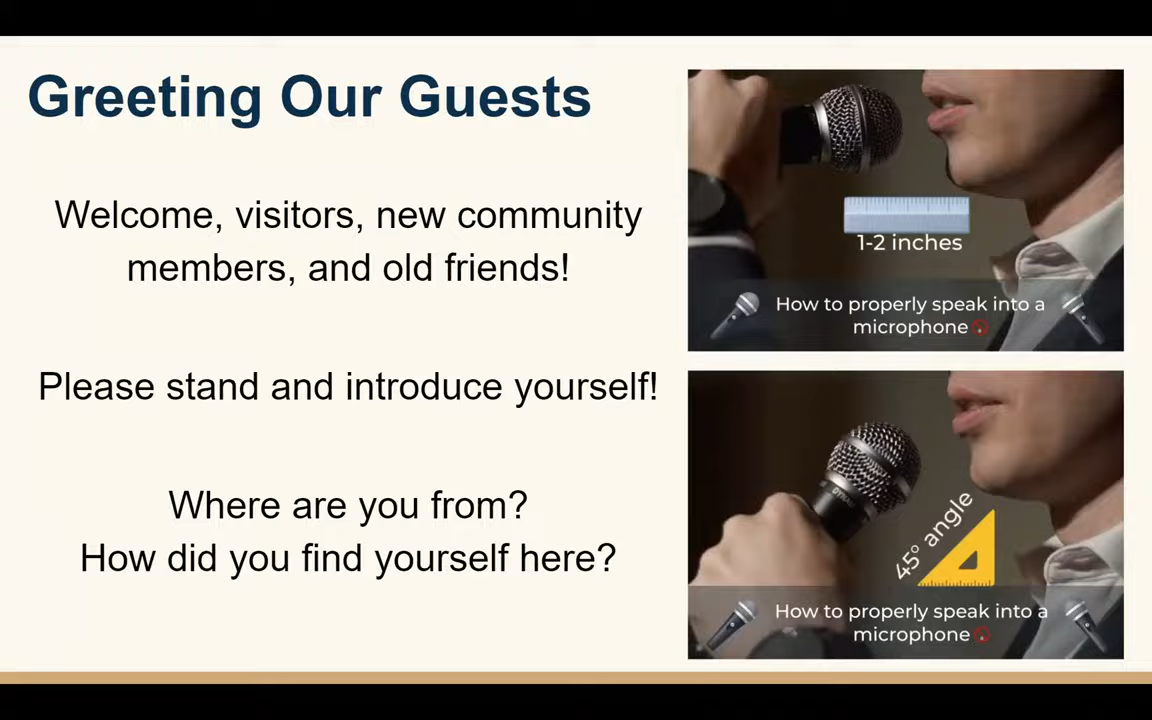 Greeting Our Guests
Welcome, visitors, new community
members, and old friends!
Please stand and introduce yourself!
Where are you from?
How did you find yourself here?
1-2 inches
How to properly speak into a
microphone
DYNA
45° angle
How to properly speak into a
microphone